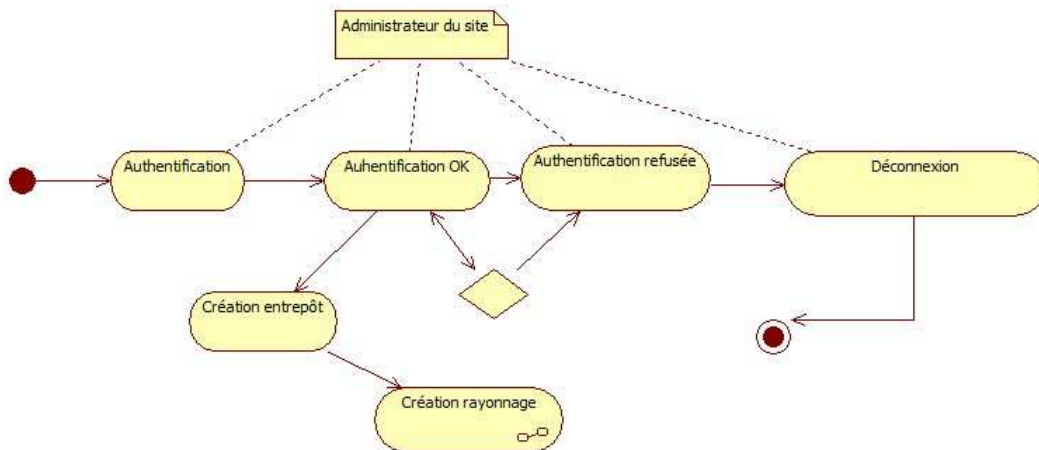 Administrateur du site
Authentification
Auhentification OK
Authentification refusée
Déconnexion
Création entrepôt
Création rayonnage